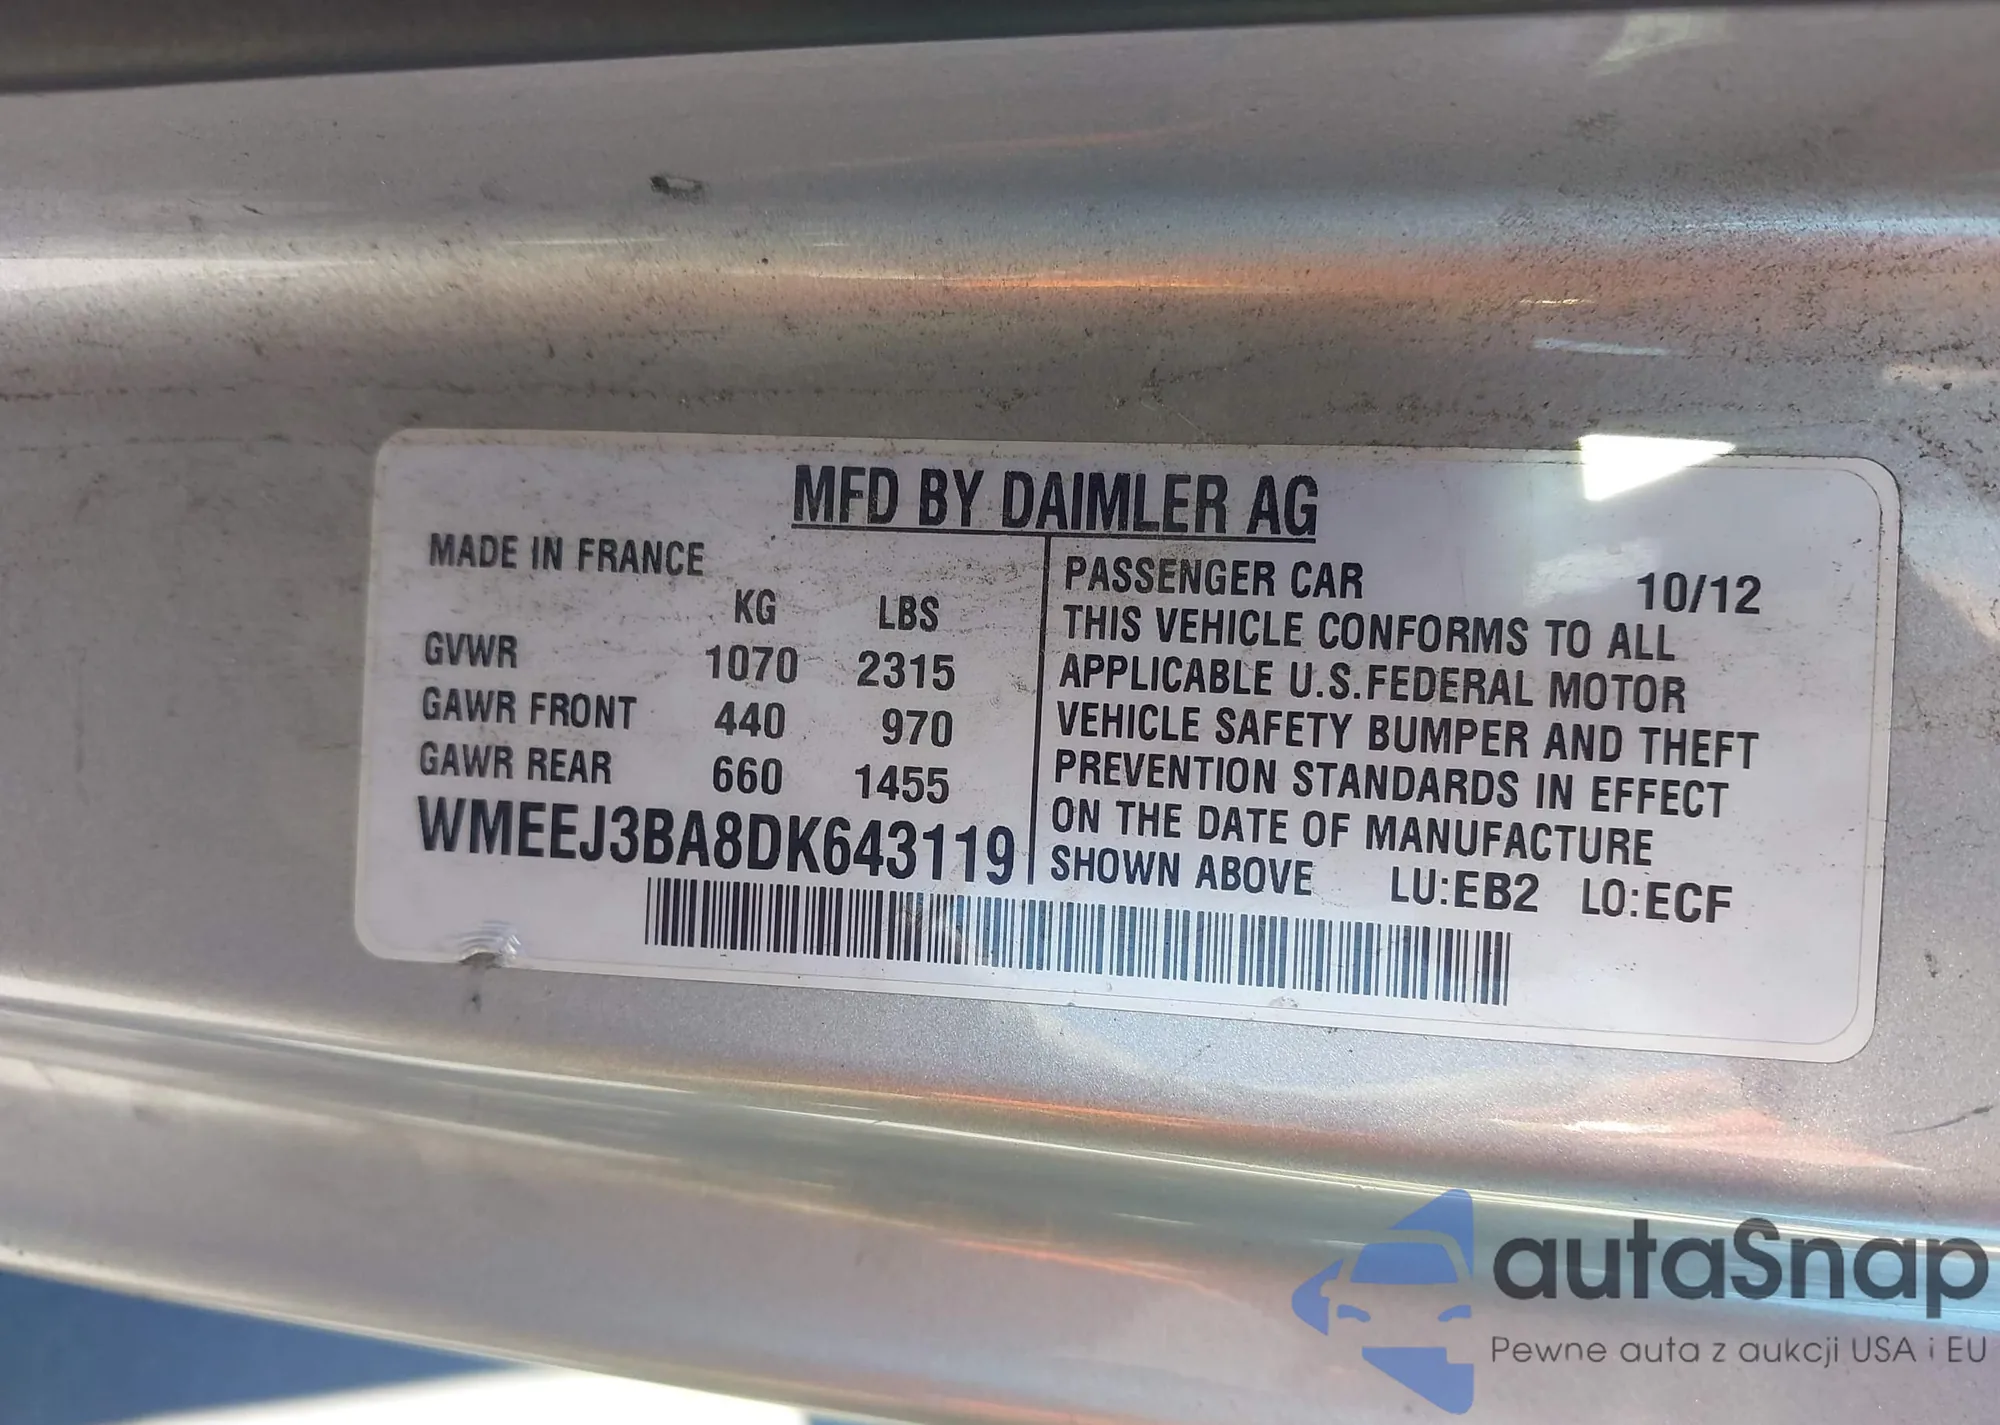 MFD BY DAIMLER AG
MADE IN FRANCE
KG LBS
GVWR 1070 2315
GAWR FRONT 440 970
GAWR REAR 660 1455
WMEEJ3BA8DK643119
PASSENGER CAR 10/12
THIS VEHICLE CONFORMS TO ALL
APPLICABLE U.S.FEDERAL MOTOR
VEHICLE SAFETY BUMPER AND THEFT
PREVENTION STANDARDS IN EFFECT
ON THE DATE OF MANUFACTURE
SHOWN ABOVE LU:EB2 LO:ECF
autaSnap
Pewne auta z aukcji USA i EU